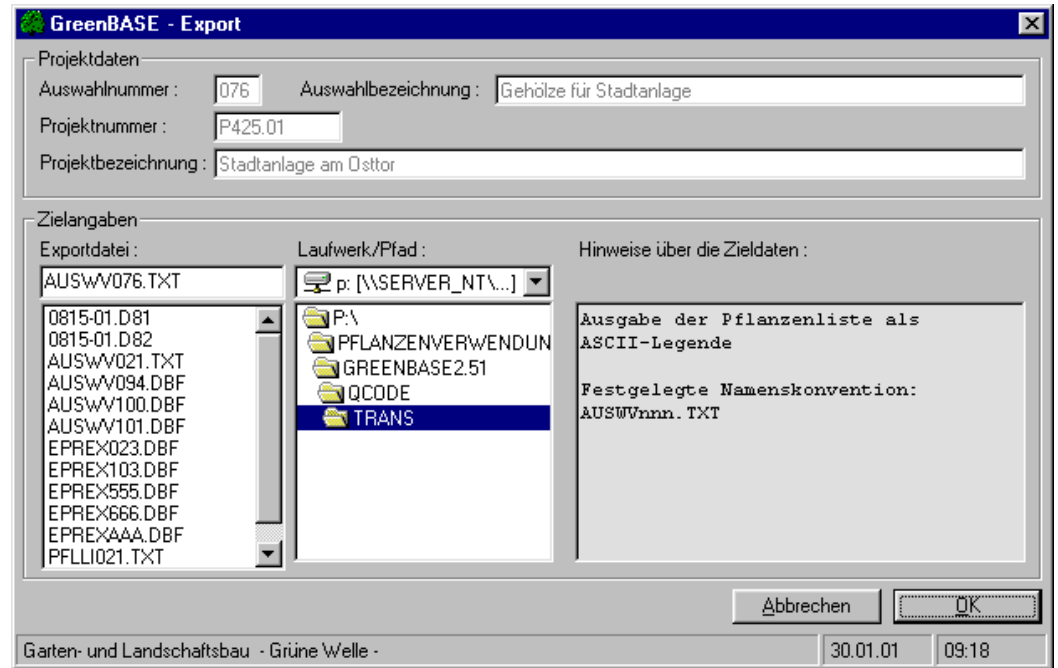 GreenBASE - Export
Projektdaten
Auswahlnummer : 076 Auswahlbezeichnung : Gehölze für Stadtanlage
Projektnummer : P425.01
Projektbezeichnung : Stadtanlage am Osttor
Zielangaben
Exportdatei : Laufwerk/Pfad : Hinweise über die Zieldaten :
AUSWV076.TXT p: [\\SERVER_NT\...]
0815-01.D81
0815-01.D82
AUSWV021.TXT
AUSWV094.DBF
AUSWV100.DBF
AUSWV101.DBF
EPREX023.DBF
EPREX103.DBF
EPREX555.DBF
EPREX666.DBF
EPREXAAA.DBF
PFLLI021.TXT
P:\
PFLANZENVERWENDUN
GREENBASE2.51
QCODE
TRANS
Ausgabe der Pflanzenliste als
ASCII-Legende
Festgelegte Namenskonvention:
AUSWVnnn.TXT
Abbrechen OK
Garten- und Landschaftsbau - Grüne Welle - 30.01.01 09:18